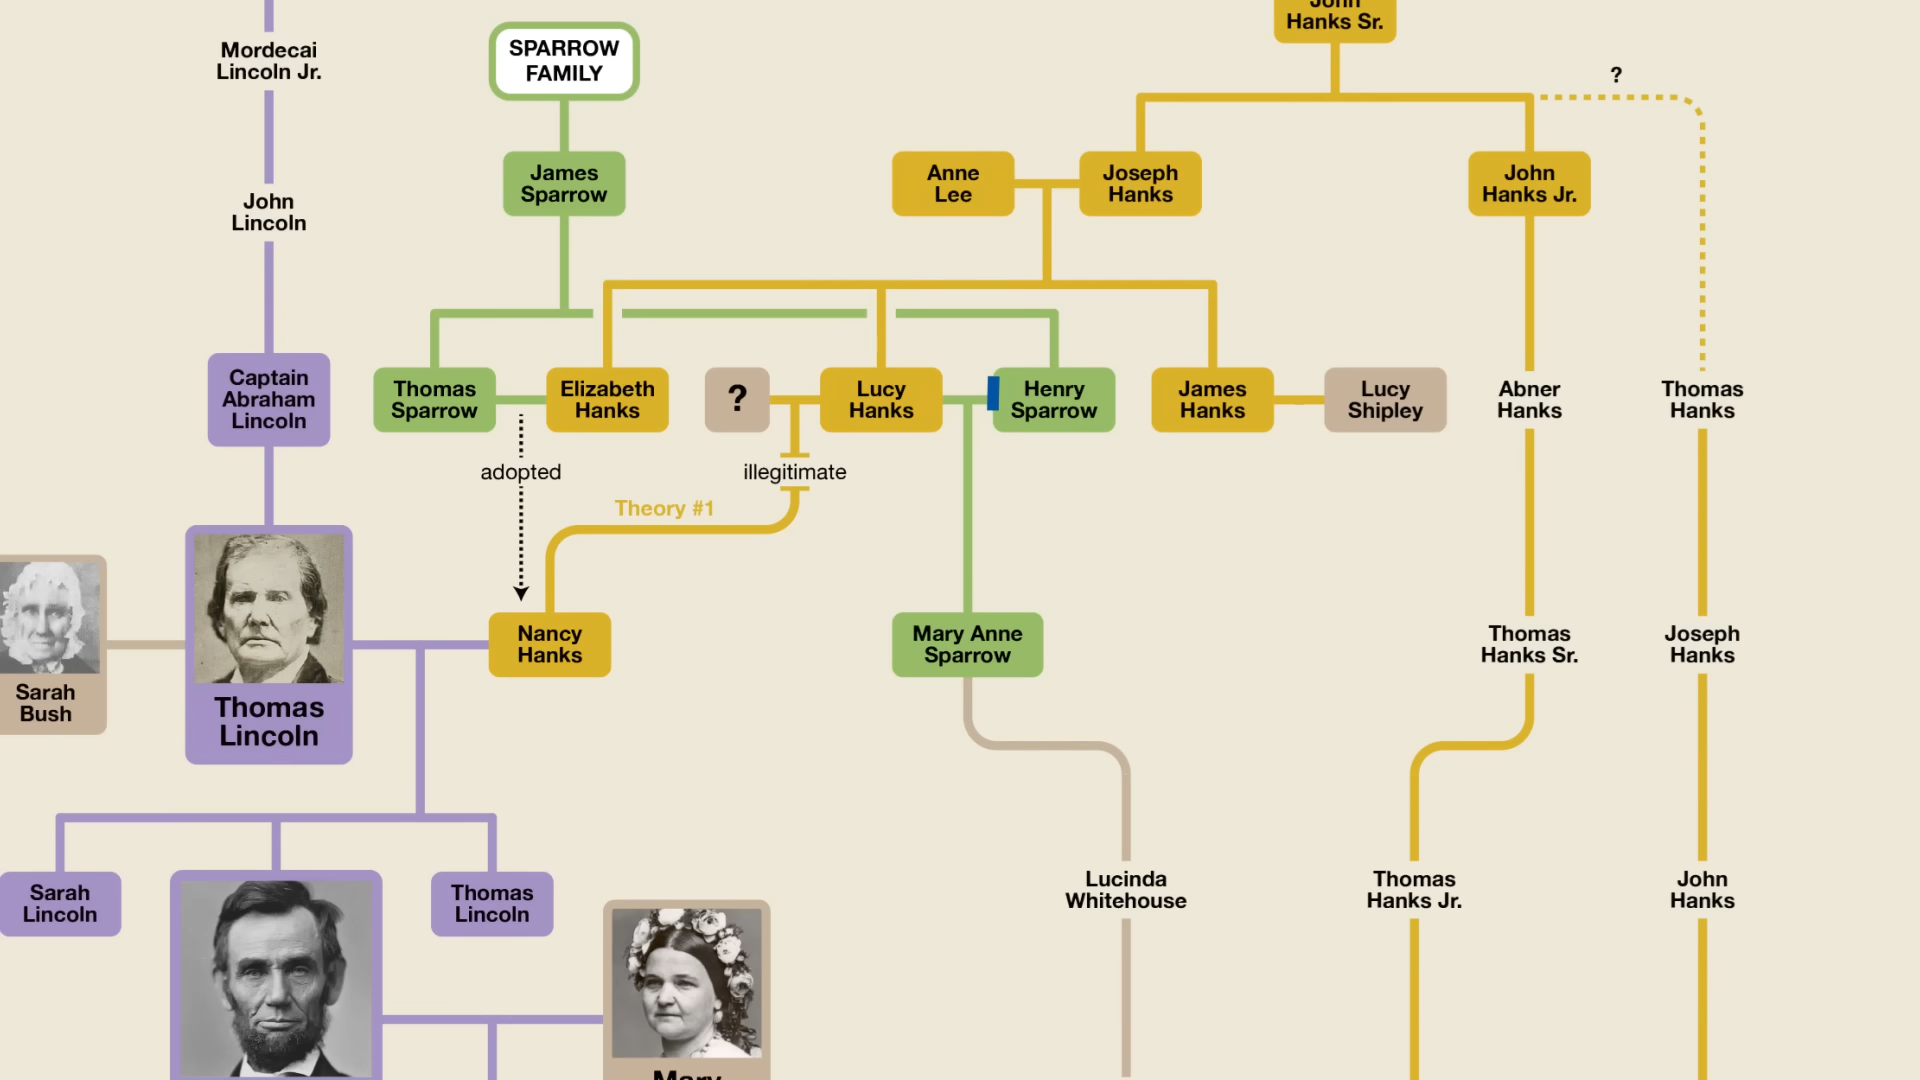 John
Hanks Sr.
Mordecai
Lincoln Jr.
SPARROW
FAMILY
?
James
Sparrow
Anne
Lee
Joseph
Hanks
John
Hanks Jr.
John
Lincoln
Captain
Abraham
Lincoln
Thomas
Sparrow
Elizabeth
Hanks
?
Lucy
Hanks
Henry
Sparrow
James
Hanks
Lucy
Shipley
Abner
Hanks
Thomas
Hanks
adopted
illegitimate
Theory #1
Sarah
Bush
Thomas
Lincoln
Nancy
Hanks
Mary Anne
Sparrow
Thomas
Hanks Sr.
Joseph
Hanks
Sarah
Lincoln
Thomas
Lincoln
Lucinda
Whitehouse
Thomas
Hanks Jr.
John
Hanks
Mary